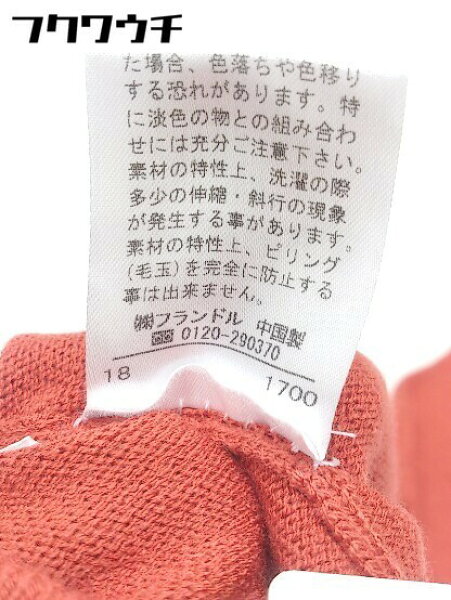 フクワウチ
た場合、色落ちや色移り
する恐れがあります。特
に淡色の物との組み合わ
せには充分ご注意下さい。
素材の特性上、洗濯の際
多少の伸縮・斜行の現象
が発生する事があります。
素材の特性上、ピリング
(毛玉)を完全に防止する
事は出来ません。
㈱フランドル 中国製
0120-290370
18 1700